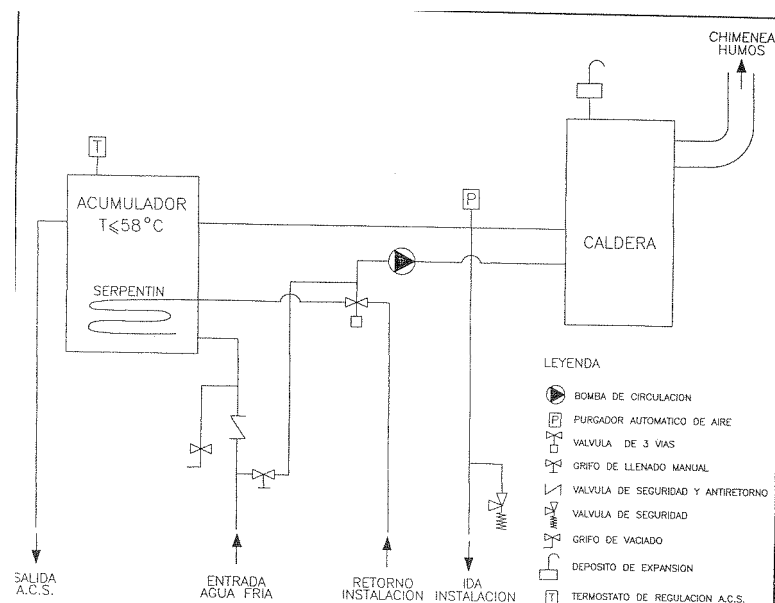 CHIMENEA
HUMOS
T
ACUMULADOR
T⩽58°C
P
CALDERA
SERPENTIN
LEYENDA
BOMBA DE CIRCULACION
P PURGADOR AUTOMATICO DE AIRE
VALVULA DE 3 VIAS
GRIFO DE LLENADO MANUAL
VALVULA DE SEGURIDAD Y ANTIRETORNO
VALVULA DE SEGURIDAD
GRIFO DE VACIADO
DEPOSITO DE EXPANSION
T TERMOSTATO DE REGULACION A.C.S.
SALIDA
A.C.S.
ENTRADA
AGUA FRIA
RETORNO
INSTALACION
IDA
INSTALACION